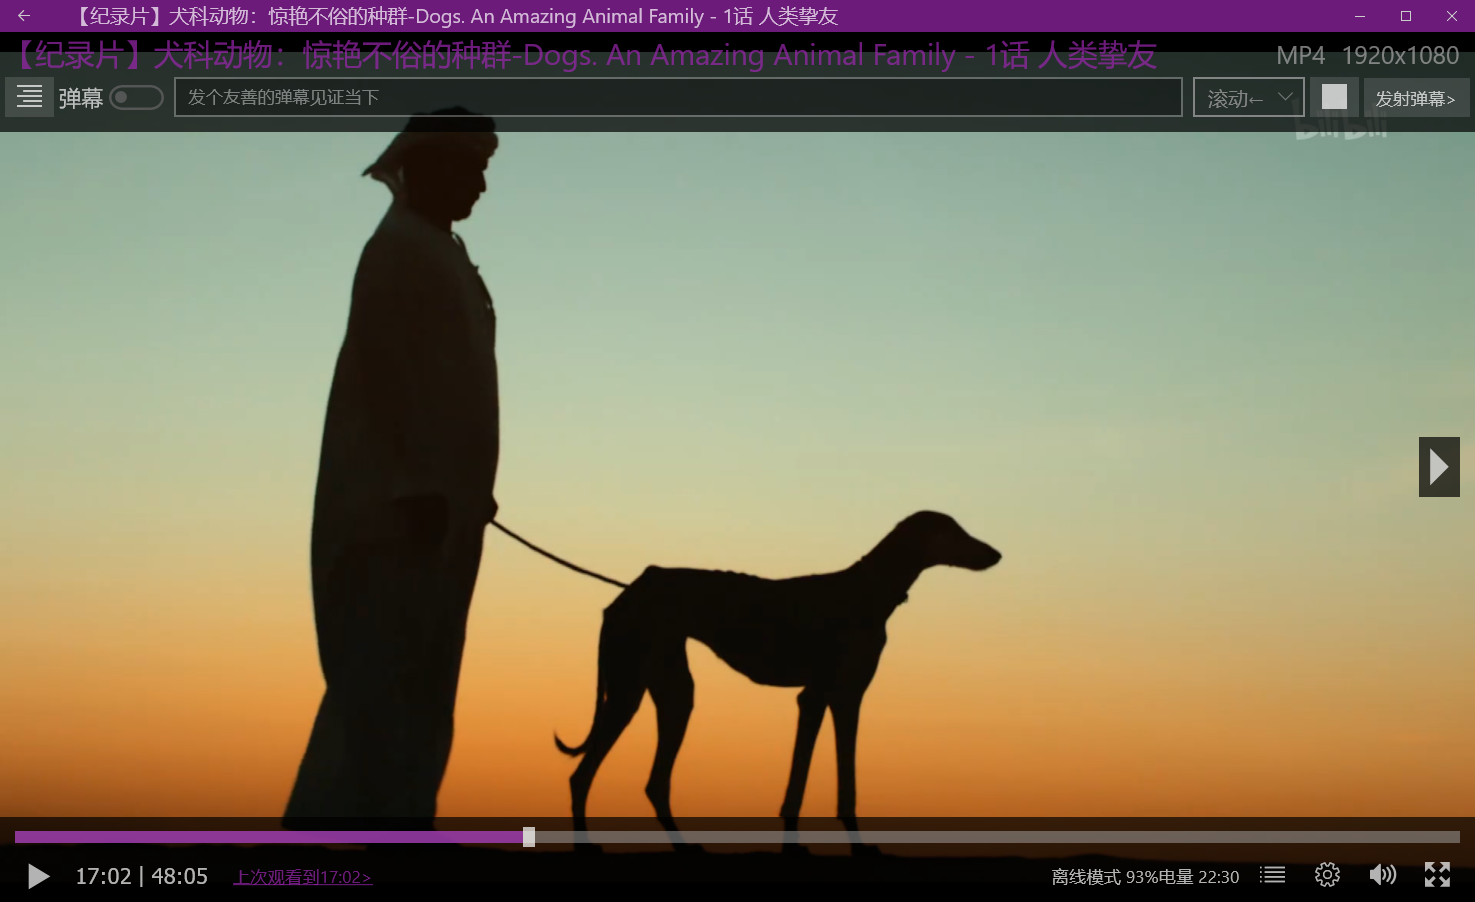 【纪录片】犬科动物：惊艳不俗的种群-Dogs. An Amazing Animal Family - 1话 人类挚友
【纪录片】犬科动物：惊艳不俗的种群-Dogs. An Amazing Animal Family - 1话 人类挚友 MP4 1920x1080
弹幕 发个友善的弹幕见证当下 滚动← 发射弹幕>
bilibili
17:02 | 48:05 上次观看到17:02> 离线模式 93%电量 22:30